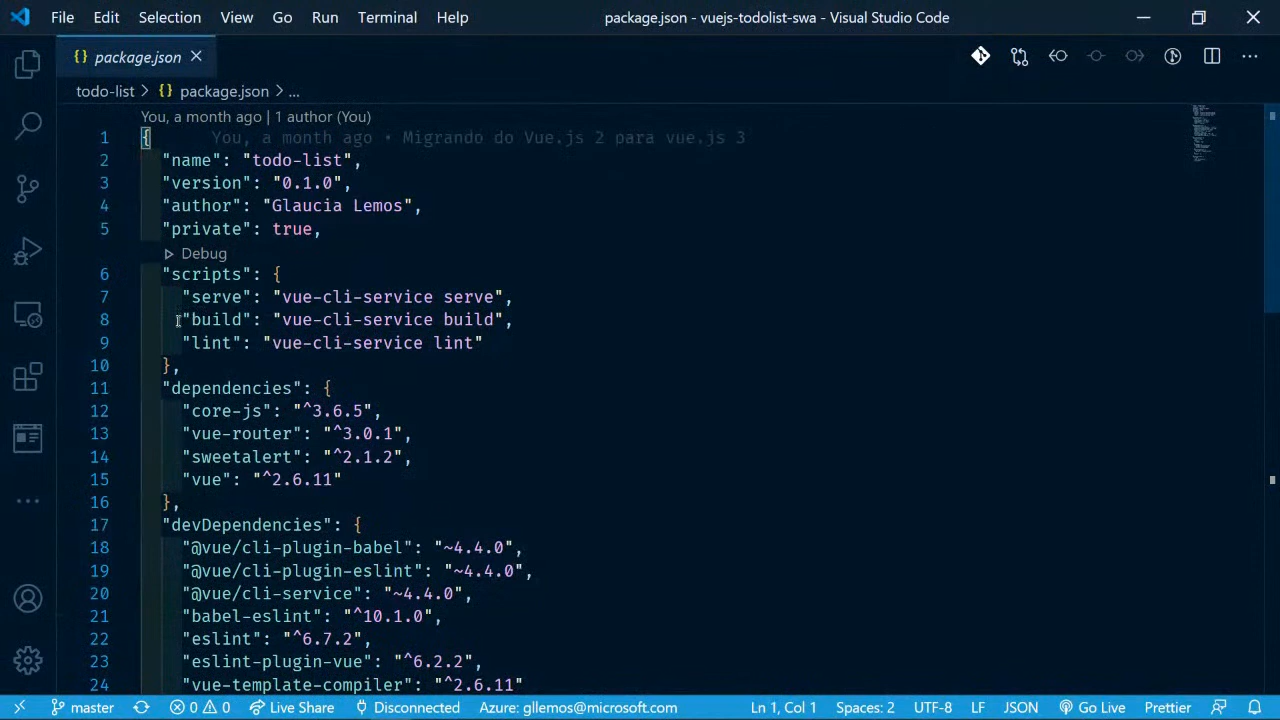 File Edit Selection View Go Run Terminal Help package.json - vuejs-todolist-swa - Visual Studio Code
{} package.json
todo-list > {} package.json > ...
You, a month ago | 1 author (You)
1 { You, a month ago • Migrando do Vue.js 2 para vue.js 3
2 "name": "todo-list",
3 "version": "0.1.0",
4 "author": "Glaucia Lemos",
5 "private": true,
Debug
6 "scripts": {
7 "serve": "vue-cli-service serve",
8 "build": "vue-cli-service build",
9 "lint": "vue-cli-service lint"
10 },
11 "dependencies": {
12 "core-js": "^3.6.5",
13 "vue-router": "^3.0.1",
14 "sweetalert": "^2.1.2",
15 "vue": "^2.6.11"
16 },
17 "devDependencies": {
18 "@vue/cli-plugin-babel": "~4.4.0",
19 "@vue/cli-plugin-eslint": "~4.4.0",
20 "@vue/cli-service": "~4.4.0",
21 "babel-eslint": "^10.1.0",
22 "eslint": "^6.7.2",
23 "eslint-plugin-vue": "^6.2.2",
24 "vue-template-compiler": "^2.6.11"
master 0 0 Live Share Disconnected Azure: gllemos@microsoft.com Ln 1, Col 1 Spaces: 2 UTF-8 LF JSON Go Live Prettier